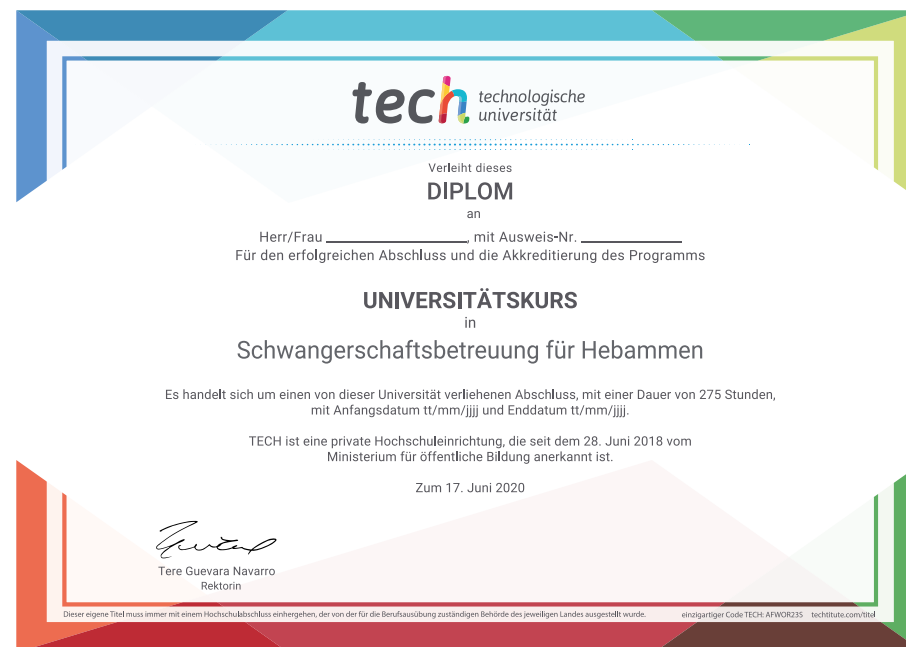 tech technologische
universität
Verleiht dieses
DIPLOM
an
Herr/Frau ____________, mit Ausweis-Nr. ____________
Für den erfolgreichen Abschluss und die Akkreditierung des Programms
UNIVERSITÄTSKURS
in
Schwangerschaftsbetreuung für Hebammen
Es handelt sich um einen von dieser Universität verliehenen Abschluss, mit einer Dauer von 275 Stunden,
mit Anfangsdatum tt/mm/jjjj und Enddatum tt/mm/jjjj.
TECH ist eine private Hochschuleinrichtung, die seit dem 28. Juni 2018 vom
Ministerium für öffentliche Bildung anerkannt ist.
Zum 17. Juni 2020
Tere Guevara Navarro
Rektorin
Dieser eigene Titel muss immer mit einem Hochschulabschluss einhergehen, der von der für die Berufsausübung zuständigen Behörde des jeweiligen Landes ausgestellt wurde. einzigartiger Code TECH: AFWOR23S techtitute.com/titel